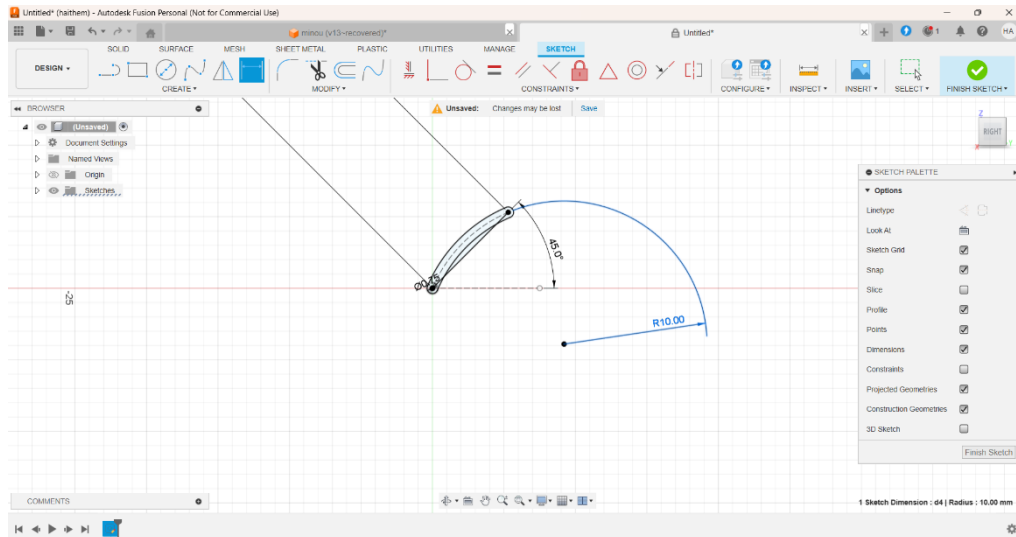 Untitled* (haithem) - Autodesk Fusion Personal (Not for Commercial Use)
minou (v13~recovered)*
Untitled*
1
HA
SOLID SURFACE MESH SHEET METAL PLASTIC UTILITIES MANAGE SKETCH
DESIGN
CREATE MODIFY CONSTRAINTS CONFIGURE INSPECT INSERT SELECT FINISH SKETCH
BROWSER
Unsaved: Changes may be lost Save
(Unsaved)
Document Settings
Named Views
Origin
Sketches
Z
RIGHT
X
Y
SKETCH PALETTE
Options
Linetype
Look At
Sketch Grid
Snap
Slice
Profile
Points
Dimensions
Constraints
Projected Geometries
Construction Geometries
3D Sketch
Finish Sketch
45.0°
-25
R10.00
COMMENTS
1 Sketch Dimension : d4 | Radius : 10.00 mm